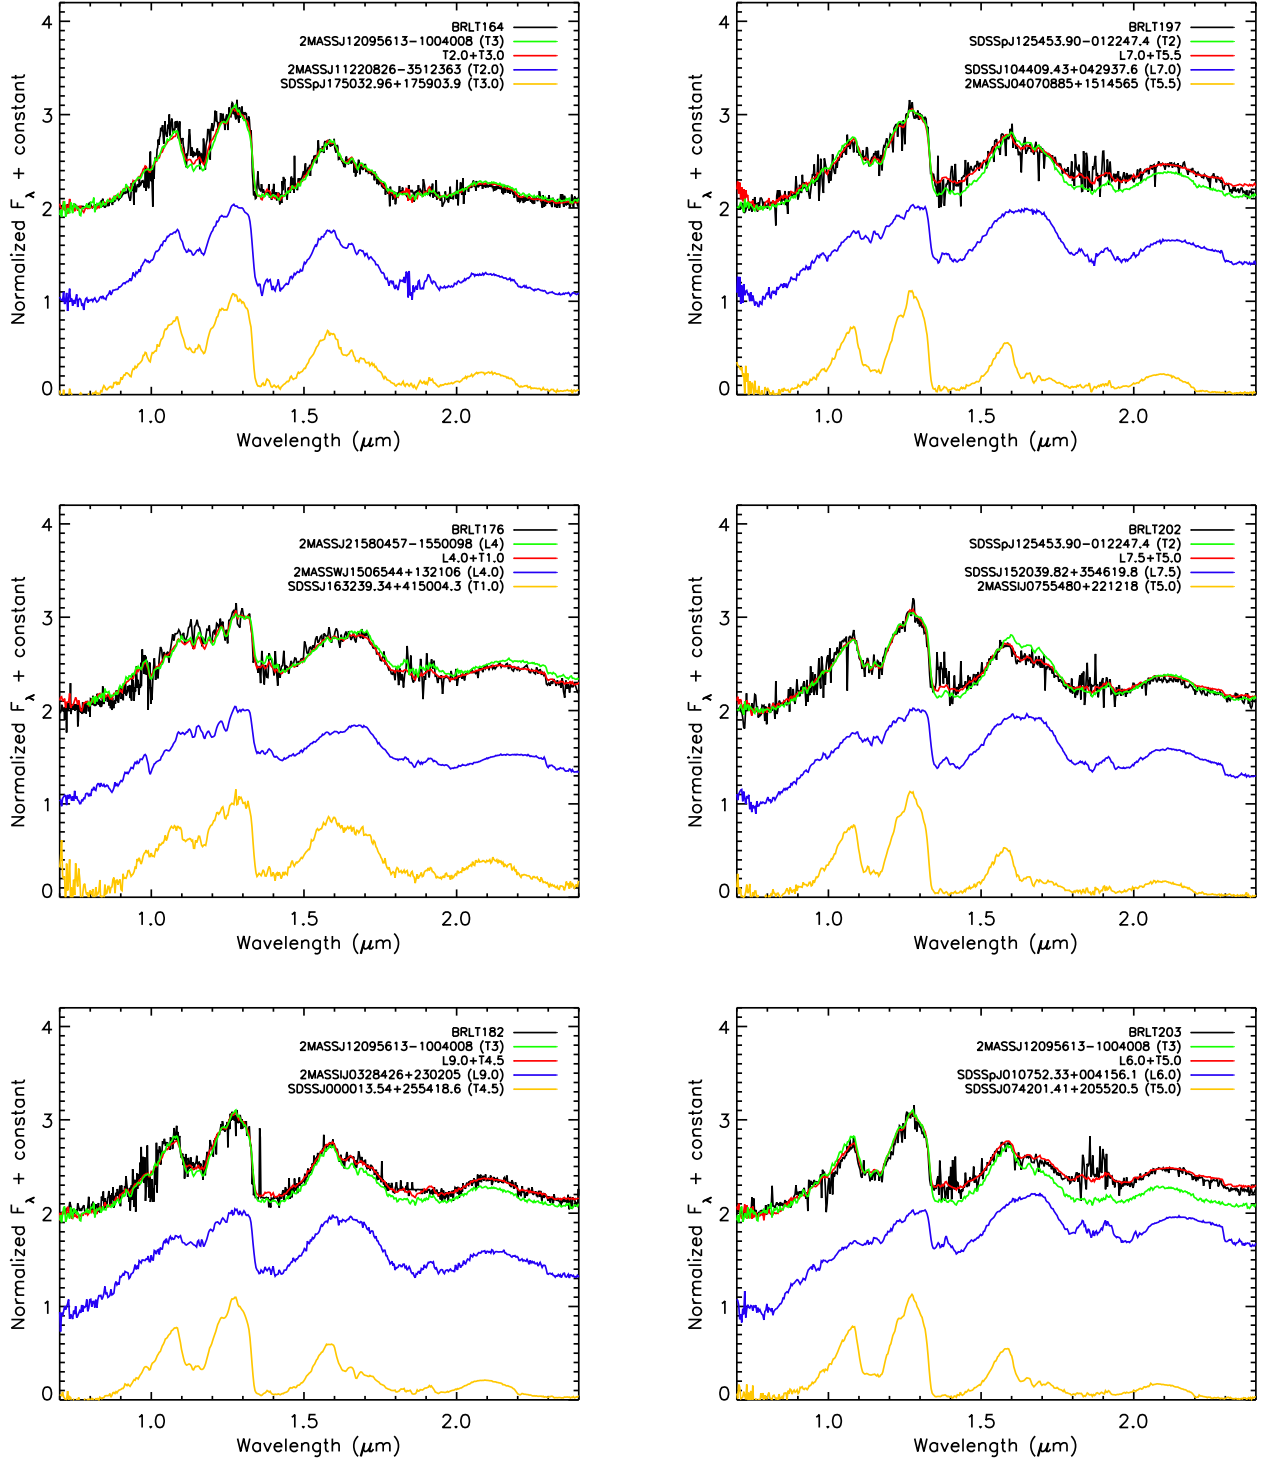 BRLT164
2MASSJ12095613-1004008 (T3)
T2.0+T3.0
2MASSJ11220826-3512363 (T2.0)
SDSSpJ175032.96+175903.9 (T3.0)
4
3
2
1
0
1.0 1.5 2.0
Wavelength (μm)
Normalized Fλ + constant
BRLT197
SDSSpJ125453.90-012247.4 (T2)
L7.0+T5.5
SDSSJ104409.43+042937.6 (L7.0)
2MASSJ04070885+1514565 (T5.5)
4
3
2
1
0
1.0 1.5 2.0
Wavelength (μm)
Normalized Fλ + constant
BRLT176
2MASSJ21580457-1550098 (L4)
L4.0+T1.0
2MASSWJ1506544+132106 (L4.0)
SDSSJ163239.34+415004.3 (T1.0)
4
3
2
1
0
1.0 1.5 2.0
Wavelength (μm)
Normalized Fλ + constant
BRLT202
SDSSpJ125453.90-012247.4 (T2)
L7.5+T5.0
SDSSJ152039.82+354619.8 (L7.5)
2MASSIJ0755480+221218 (T5.0)
4
3
2
1
0
1.0 1.5 2.0
Wavelength (μm)
Normalized Fλ + constant
BRLT182
2MASSJ12095613-1004008 (T3)
L9.0+T4.5
2MASSIJ0328426+230205 (L9.0)
SDSSJ000013.54+255418.6 (T4.5)
4
3
2
1
0
1.0 1.5 2.0
Wavelength (μm)
Normalized Fλ + constant
BRLT203
2MASSJ12095613-1004008 (T3)
L6.0+T5.0
SDSSpJ010752.33+004156.1 (L6.0)
SDSSJ074201.41+205520.5 (T5.0)
4
3
2
1
0
1.0 1.5 2.0
Wavelength (μm)
Normalized Fλ + constant